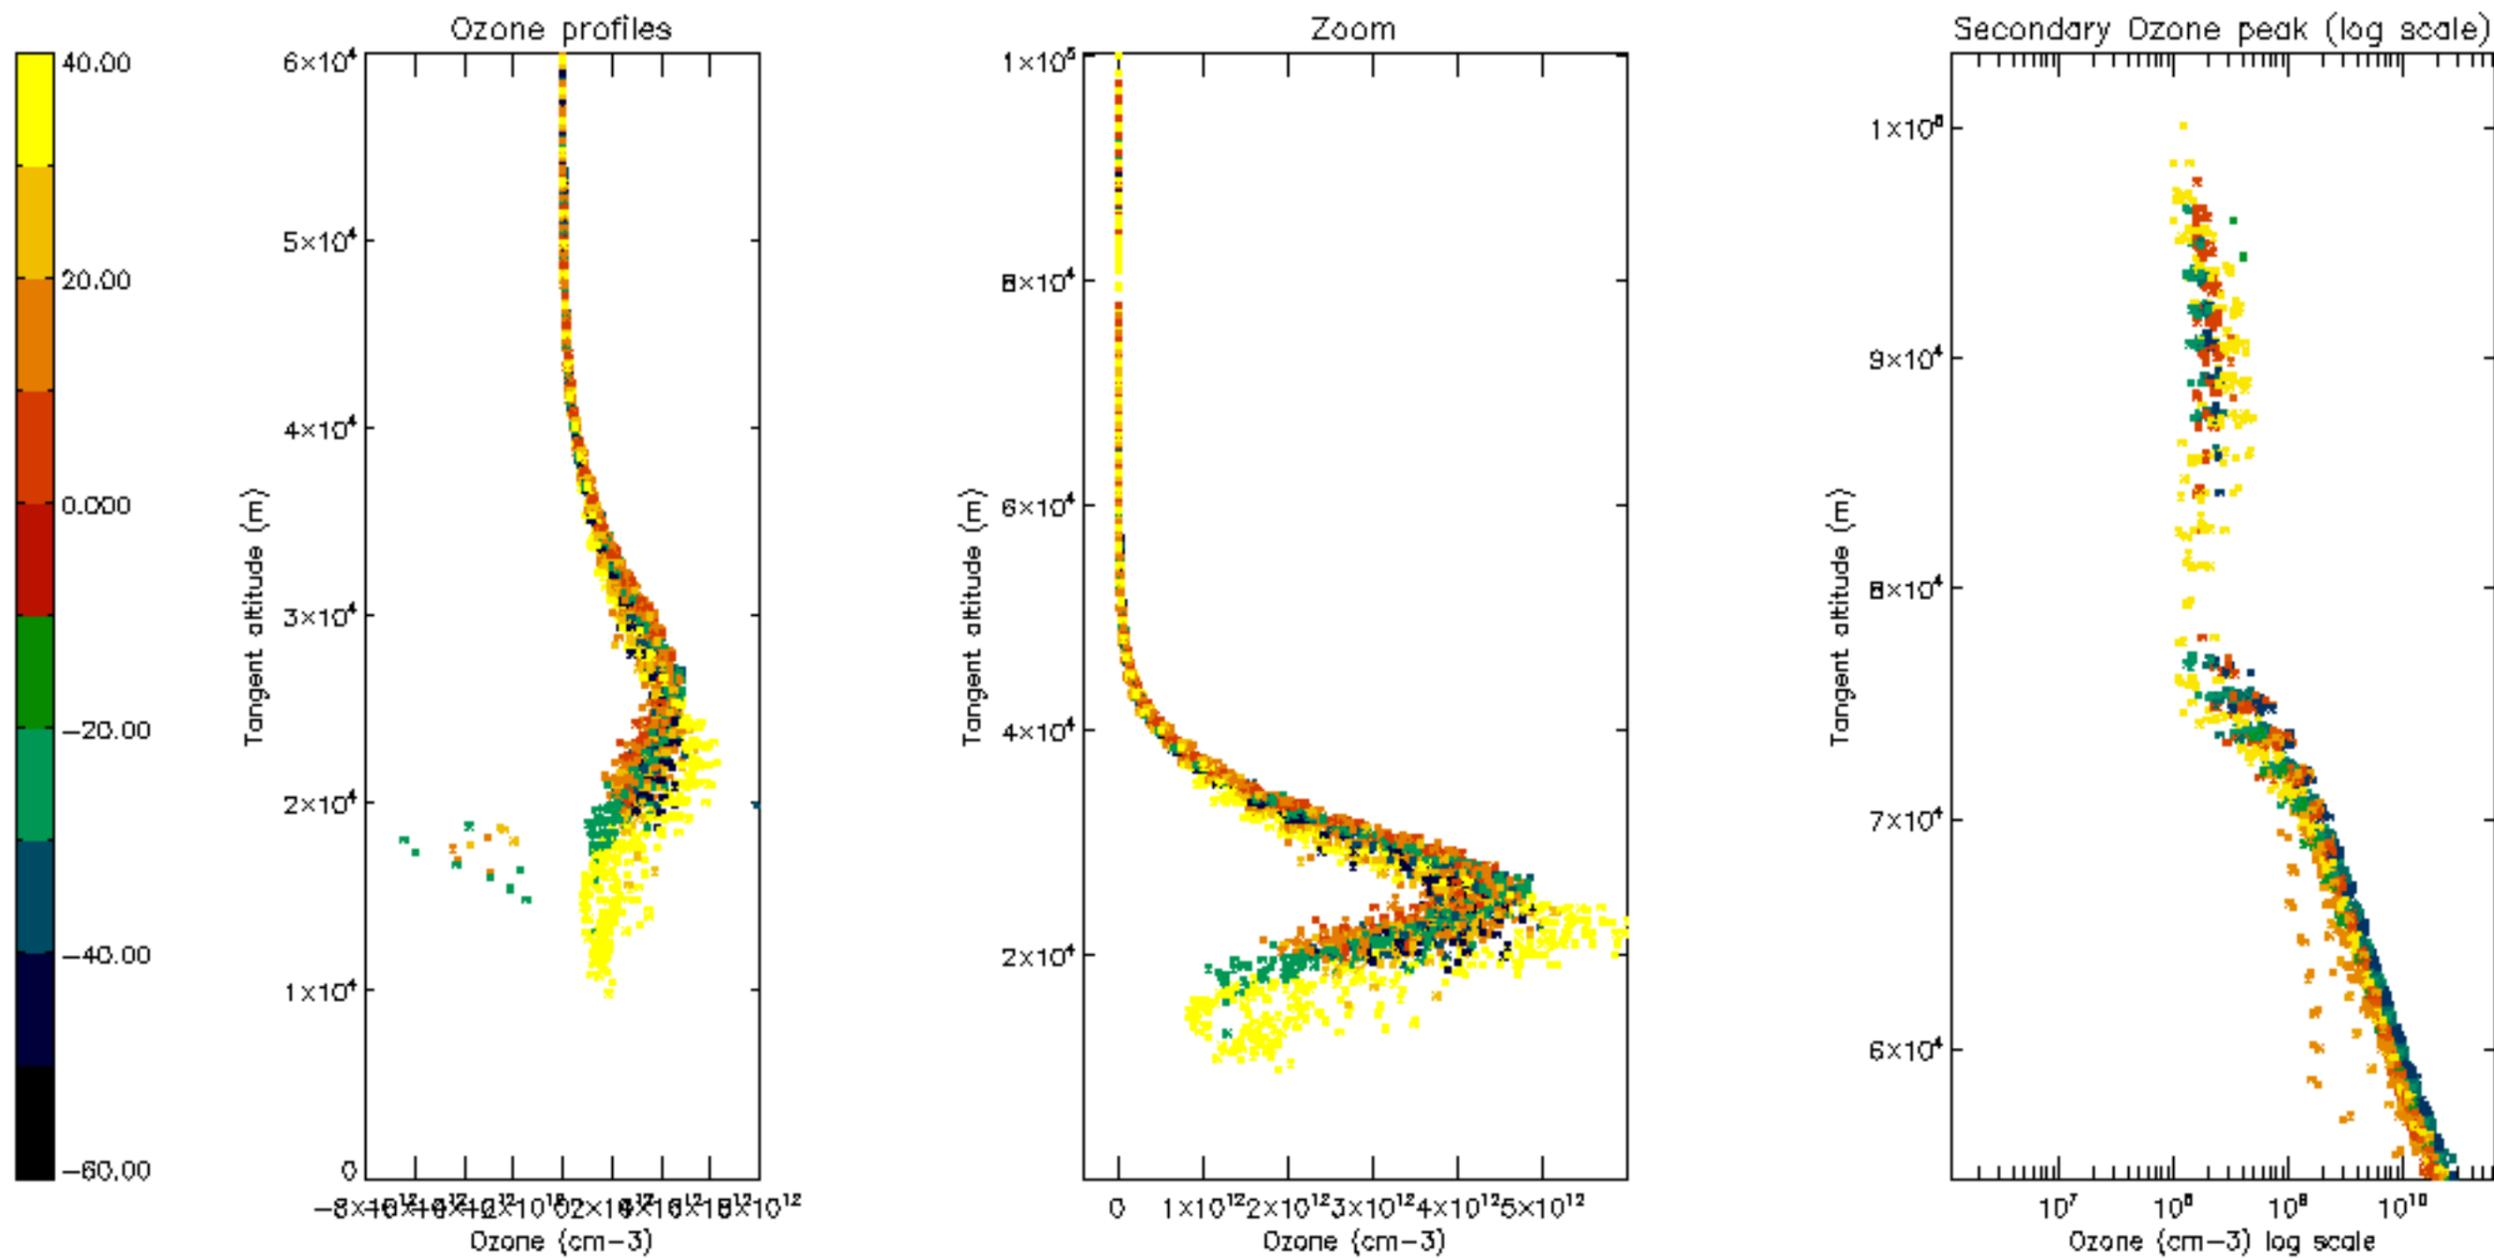 Ozone profiles
Zoom
Secondary Ozone peak (log scale)
40.00
20.00
0.000
−20.00
−40.00
−60.00
6×10⁴
5×10⁴
4×10⁴
3×10⁴
2×10⁴
1×10⁴
0
Tangent altitude (m)
Ozone (cm−3)
1×10⁵
8×10⁴
6×10⁴
4×10⁴
2×10⁴
Tangent altitude (m)
0 1×10¹² 2×10¹² 3×10¹² 4×10¹² 5×10¹²
Ozone (cm−3)
1×10⁵
9×10⁴
8×10⁴
7×10⁴
6×10⁴
Tangent altitude (m)
10⁷ 10⁸ 10⁹ 10¹⁰
Ozone (cm−3) log scale